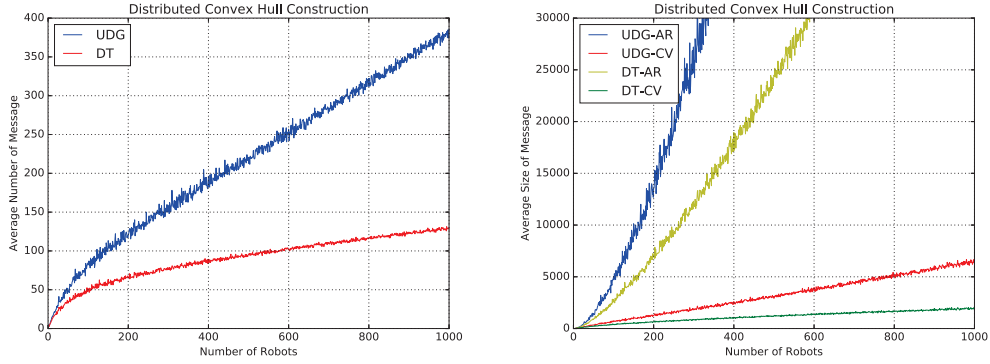 Distributed Convex Hull Construction
UDG
DT
Average Number of Message
400
350
300
250
200
150
100
50
0
0 200 400 600 800 1000
Number of Robots
Distributed Convex Hull Construction
UDG-AR
UDG-CV
DT-AR
DT-CV
Average Size of Message
30000
25000
20000
15000
10000
5000
0
0 200 400 600 800 1000
Number of Robots